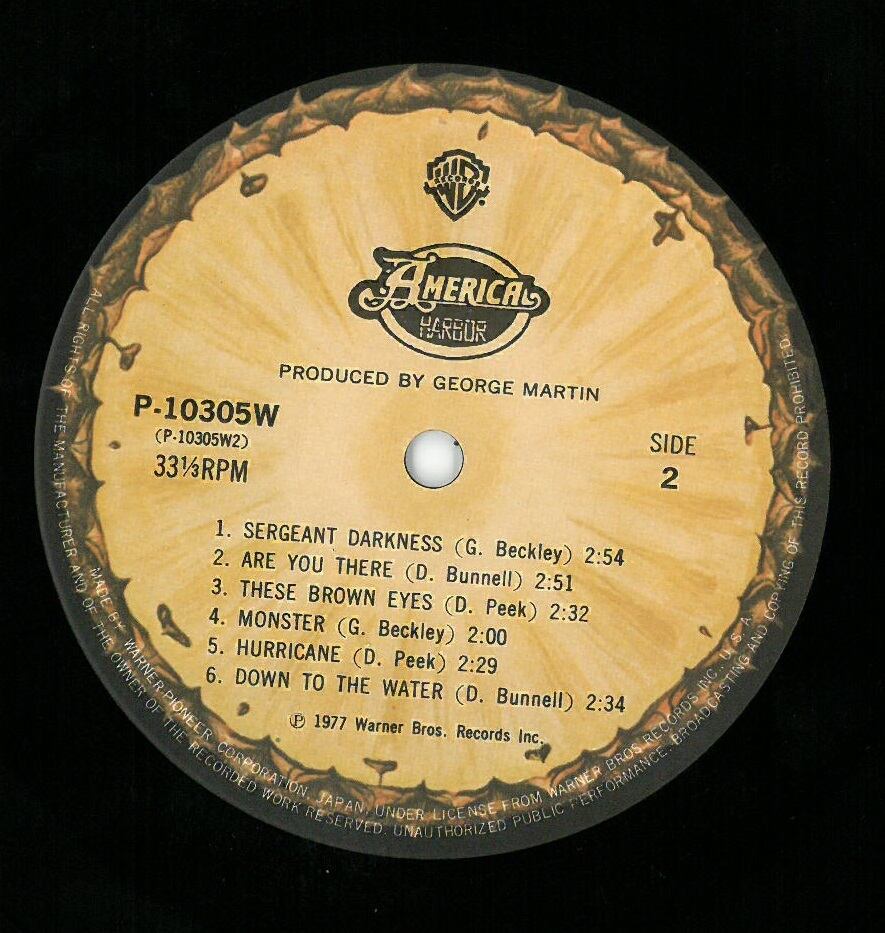 WB
RECORDS
AMERICA
HARBOR
PRODUCED BY GEORGE MARTIN
P-10305W
(P-10305W2)
33⅓RPM
SIDE
2
1. SERGEANT DARKNESS (G. Beckley) 2:54
2. ARE YOU THERE (D. Bunnell) 2:51
3. THESE BROWN EYES (D. Peek) 2:32
4. MONSTER (G. Beckley) 2:00
5. HURRICANE (D. Peek) 2:29
6. DOWN TO THE WATER (D. Bunnell) 2:34
℗ 1977 Warner Bros. Records Inc.
MADE BY WARNER-PIONEER CORPORATION, JAPAN, UNDER LICENSE FROM WARNER BROS RECORDS INC., U.S.A.
ALL RIGHTS OF THE MANUFACTURER AND OF THE OWNER OF THE RECORDED WORK RESERVED. UNAUTHORIZED PUBLIC PERFORMANCE, BROADCASTING AND COPYING OF THIS RECORD PROHIBITED.